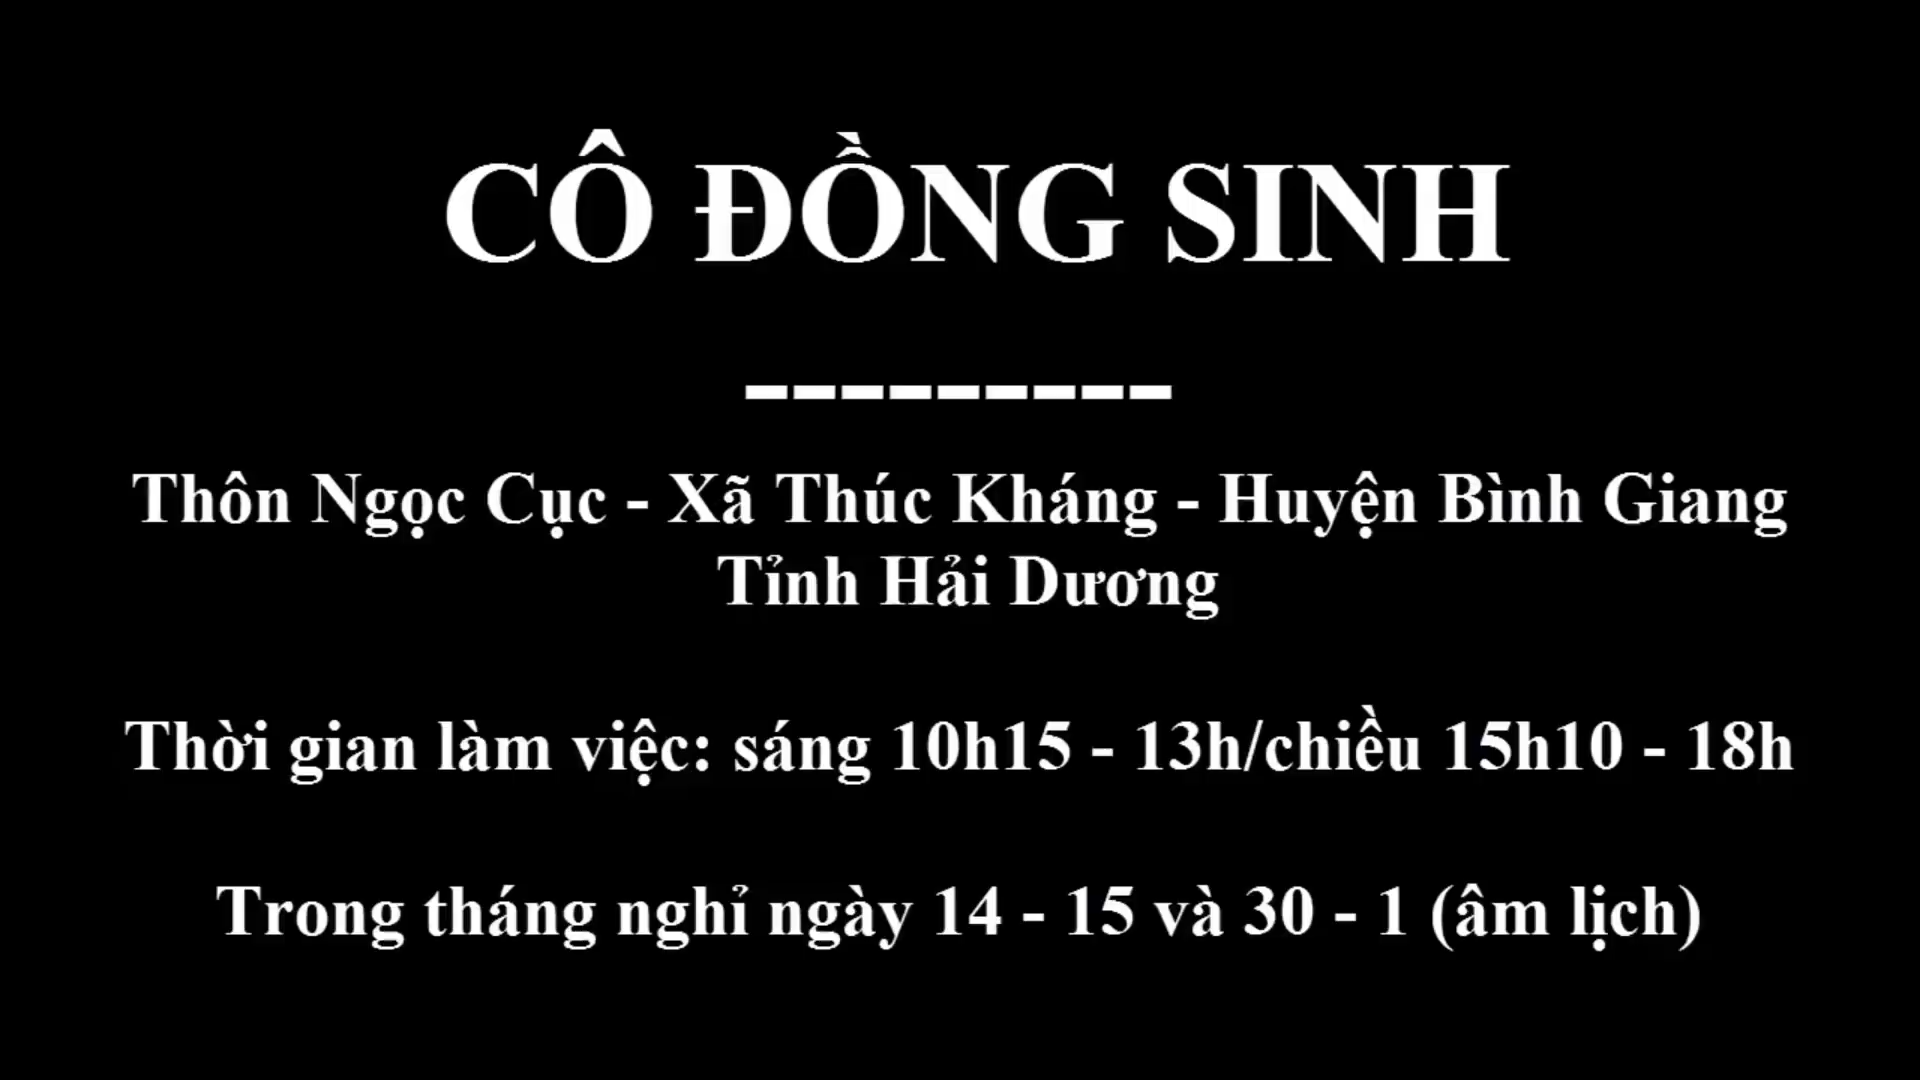 CÔ ĐỒNG SINH
---------
Thôn Ngọc Cục - Xã Thúc Kháng - Huyện Bình Giang
Tỉnh Hải Dương
Thời gian làm việc: sáng 10h15 - 13h/chiều 15h10 - 18h
Trong tháng nghỉ ngày 14 - 15 và 30 - 1 (âm lịch)